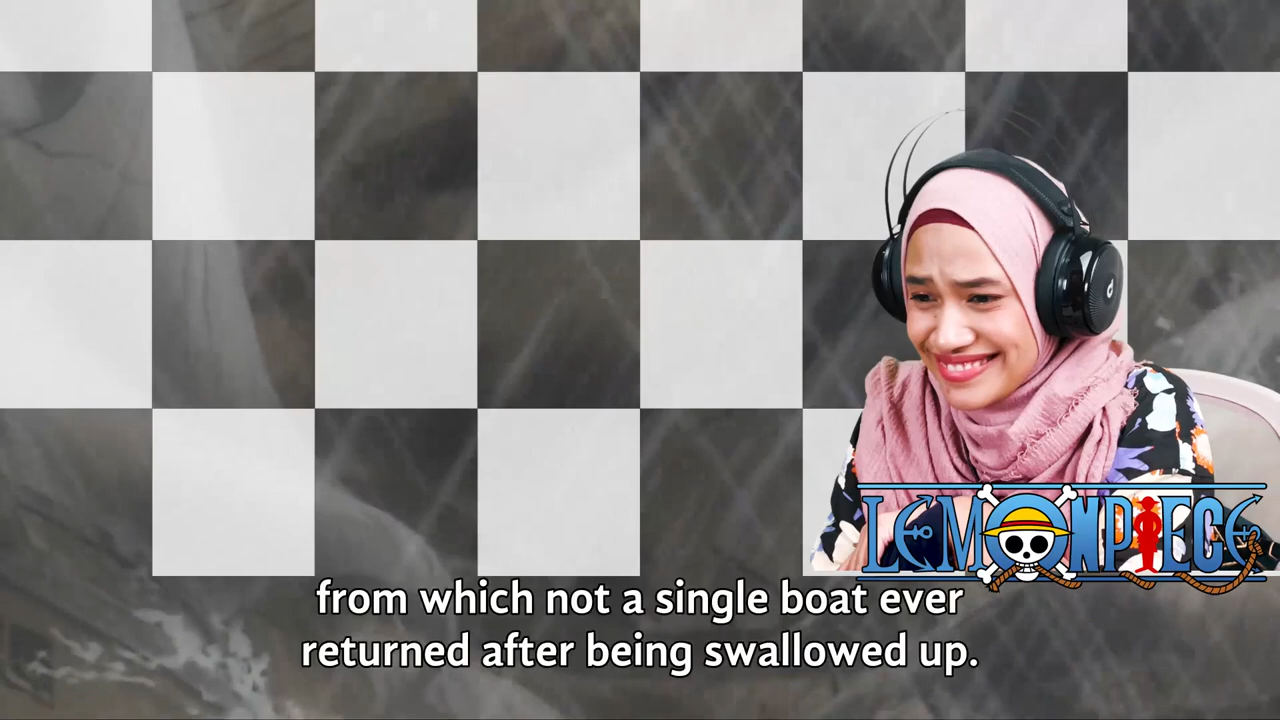 LEMONPIECE
from which not a single boat ever
returned after being swallowed up.